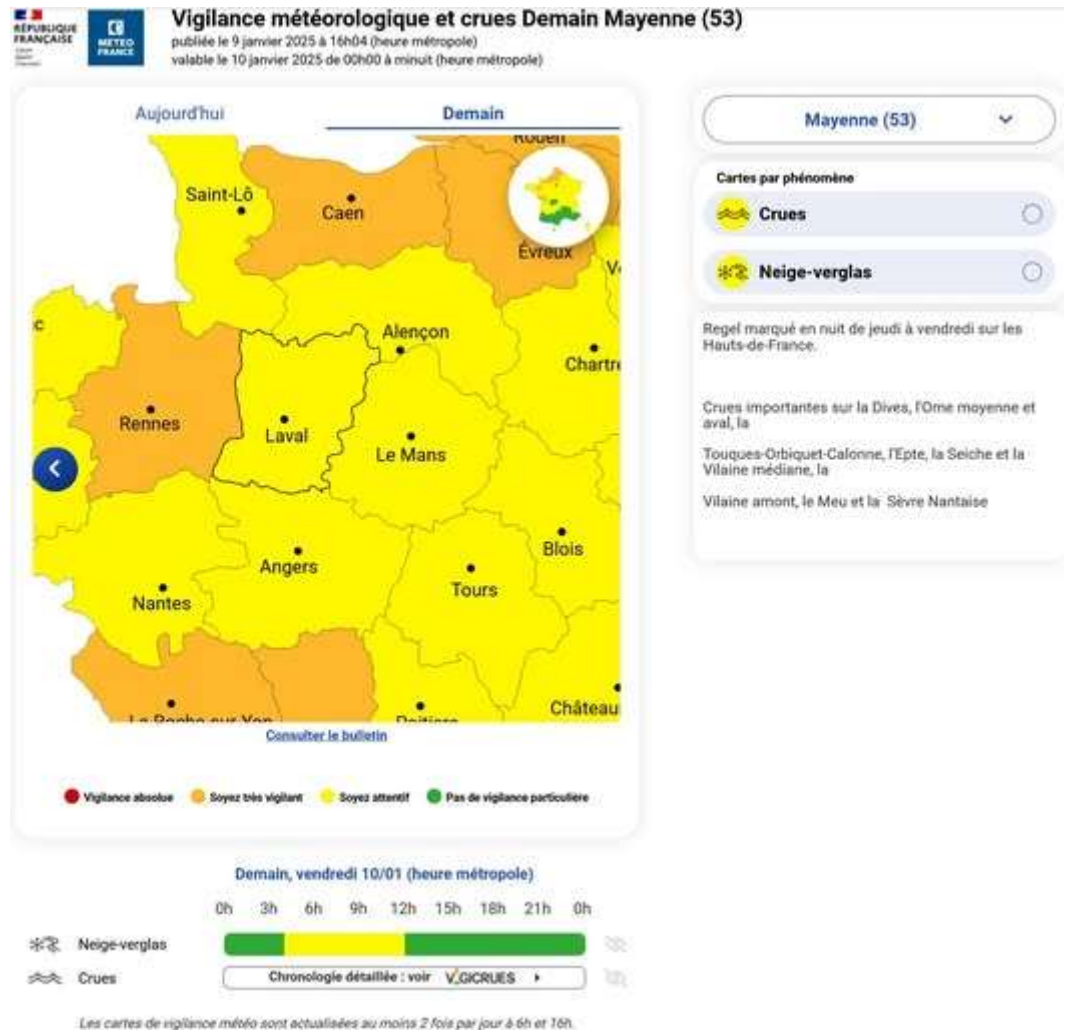 RÉPUBLIQUE
FRANÇAISE
METEO
FRANCE
Vigilance météorologique et crues Demain Mayenne (53)
publiée le 9 janvier 2025 à 16h04 (heure métropole)
valable le 10 janvier 2025 de 00h00 à minuit (heure métropole)
Aujourd'hui
Demain
Rouen
Saint-Lô
Caen
Évreux
V
c
Alençon
Chartre
Rennes
Laval
Le Mans
Blois
Angers
Tours
Nantes
La Roche-sur-Yon
Poitiers
Château
Consulter le bulletin
Vigilance absolue
Soyez très vigilant
Soyez attentif
Pas de vigilance particulière
Mayenne (53)
Cartes par phénomène
Crues
Neige-verglas
Regel marqué en nuit de jeudi à vendredi sur les
Hauts-de-France.
Crues importantes sur la Dives, l'Orne moyenne et
aval, la
Touques-Orbiquet-Calonne, l'Epte, la Seiche et la
Vilaine médiane, la
Vilaine amont, le Meu et la Sèvre Nantaise
Demain, vendredi 10/01 (heure métropole)
0h 3h 6h 9h 12h 15h 18h 21h 0h
Neige-verglas
Crues
Chronologie détaillée : voir VIGICRUES
Les cartes de vigilance météo sont actualisées au moins 2 fois par jour à 6h et 16h.